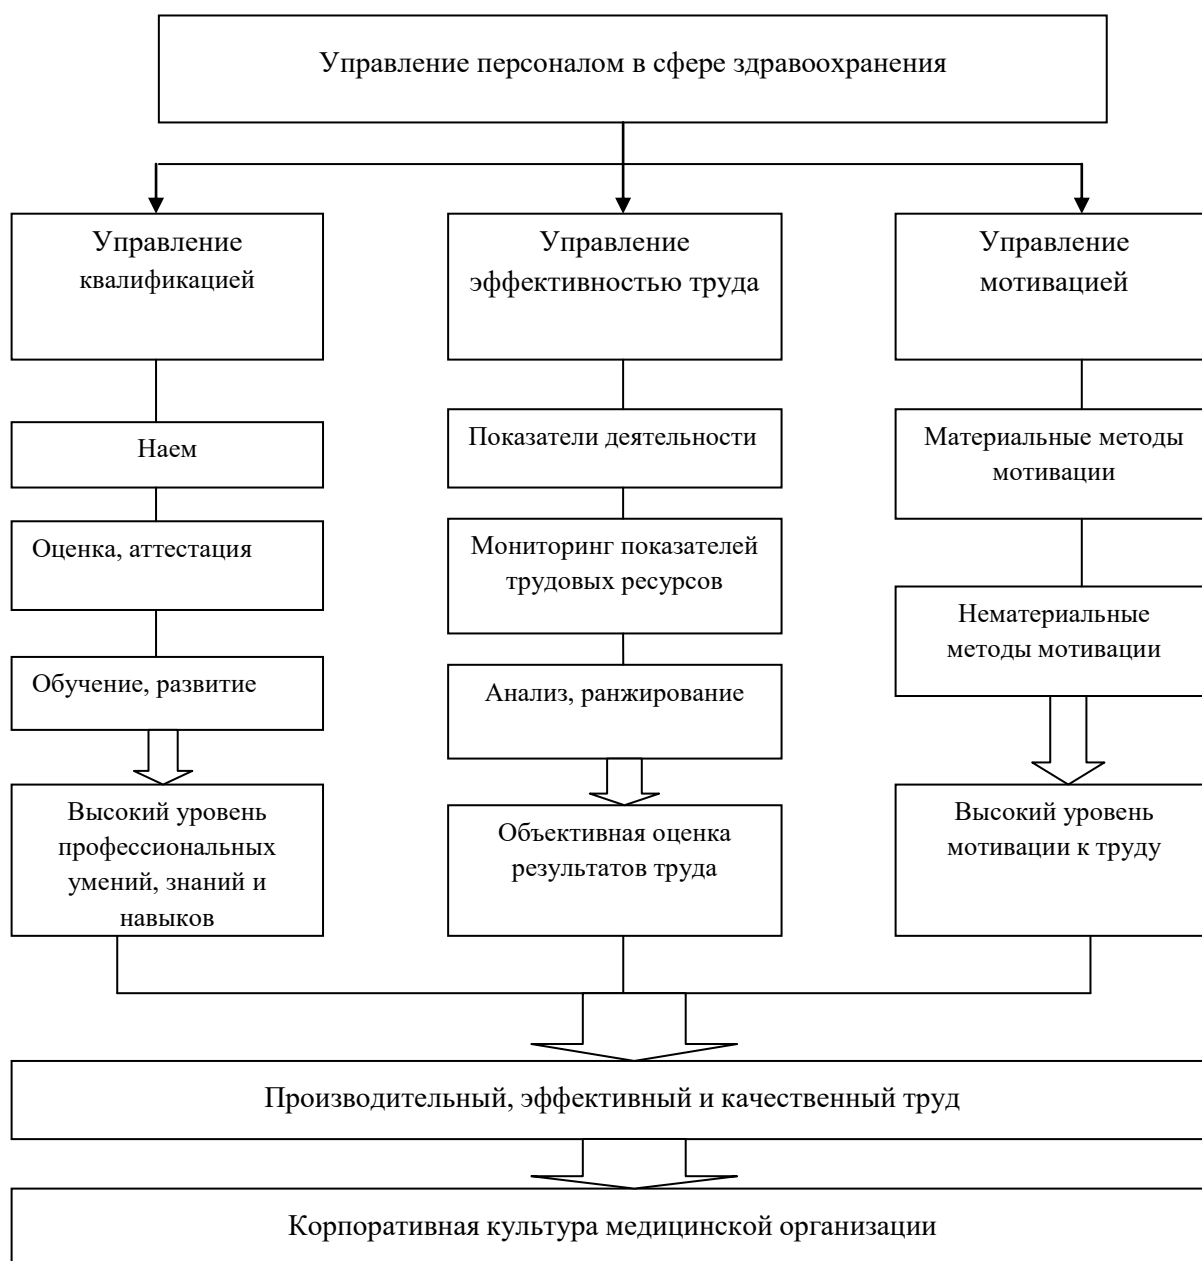 Управление персоналом в сфере здравоохранения
Управление
квалификацией
Управление
эффективностью труда
Управление
мотивацией
Наем
Показатели деятельности
Материальные методы
мотивации
Оценка, аттестация
Мониторинг показателей
трудовых ресурсов
Нематериальные
методы мотивации
Обучение, развитие
Анализ, ранжирование
Высокий уровень
профессиональных
умений, знаний и
навыков
Объективная оценка
результатов труда
Высокий уровень
мотивации к труду
Производительный, эффективный и качественный труд
Корпоративная культура медицинской организации